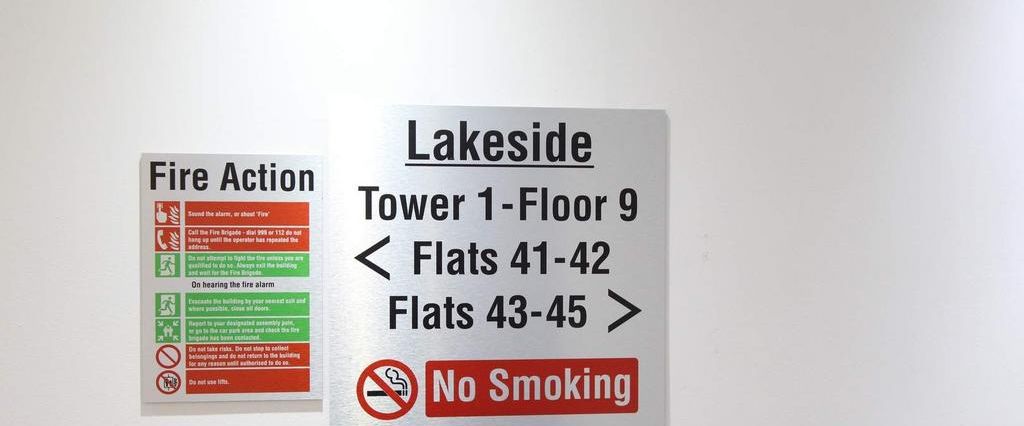 Fire Action
Sound the alarm, or shout 'Fire'
Call the Fire Brigade - dial 999 or 112 do not
hang up until the operator has repeated the
address.
Do not attempt to fight the fire unless you are
qualified to do so. Always exit the building
and wait for the Fire Brigade.
On hearing the fire alarm
Evacuate the building by your nearest exit and
where possible, close all doors.
Report to your designated assembly point,
or go to the car park area and check the fire
brigade has been contacted.
Do not take risks. Do not stop to collect
belongings and do not return to the building
for any reason until authorised to do so.
Do not use lifts.
Lakeside
Tower 1-Floor 9
< Flats 41-42
Flats 43-45 >
No Smoking